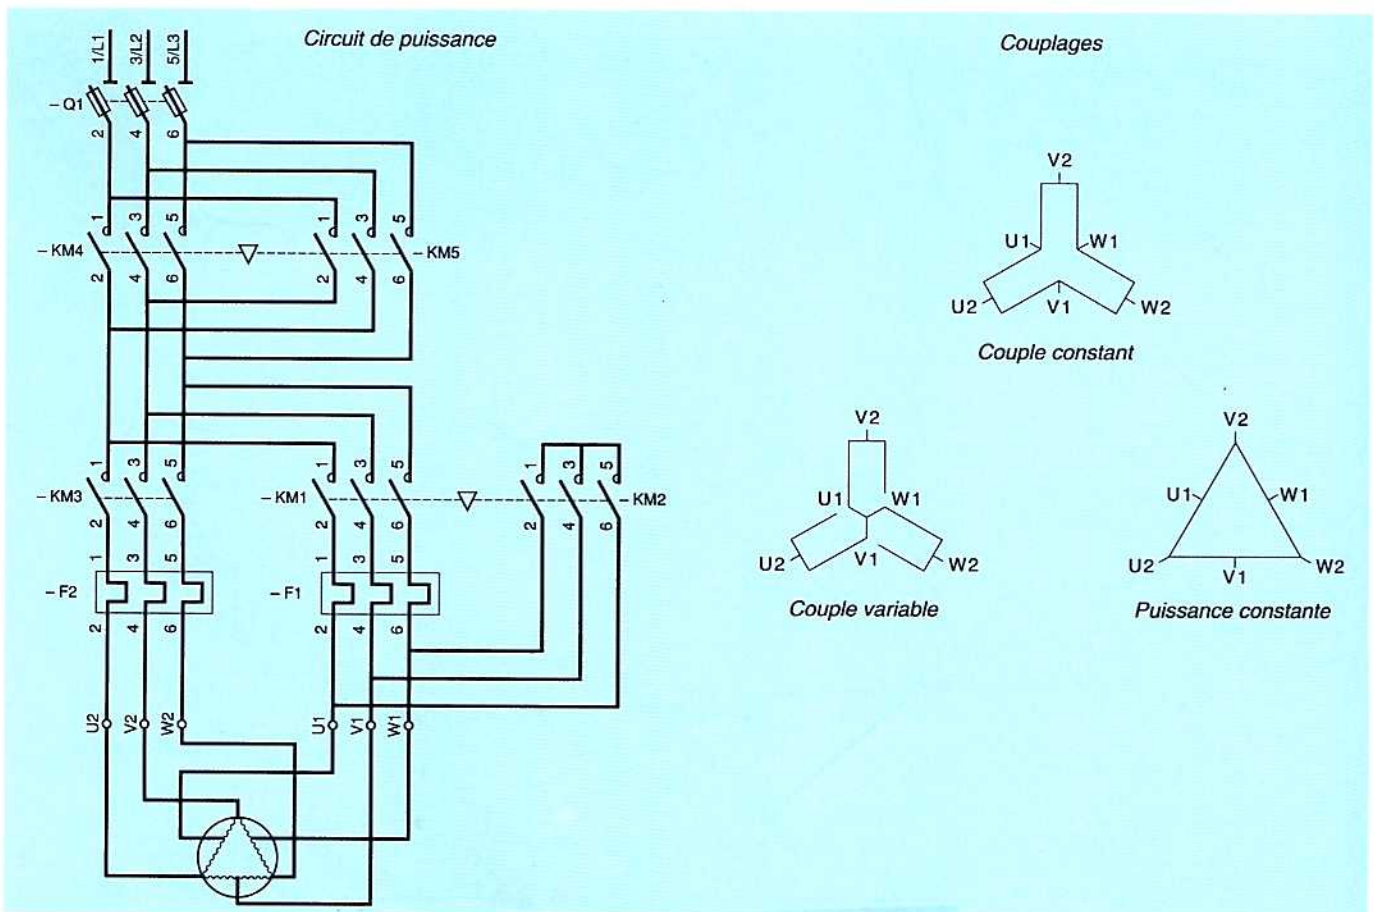 Circuit de puissance
Couplages
1/L1 3/L2 5/L3
– Q1
2 4 6
1 3 5 1 3 5
– KM4 – KM5
2 4 6 2 4 6
1 3 5 1 3 5 1 3 5
– KM3 – KM1 – KM2
2 4 6 2 4 6 2 4 6
1 3 5 1 3 5
– F2 – F1
2 4 6 2 4 6
U2 V2 W2 U1 V1 W1
V2
U1 W1
U2 V1 W2
Couple constant
V2
U1 W1
U2 V1 W2
Couple variable
V2
U1 W1
U2 V1 W2
Puissance constante